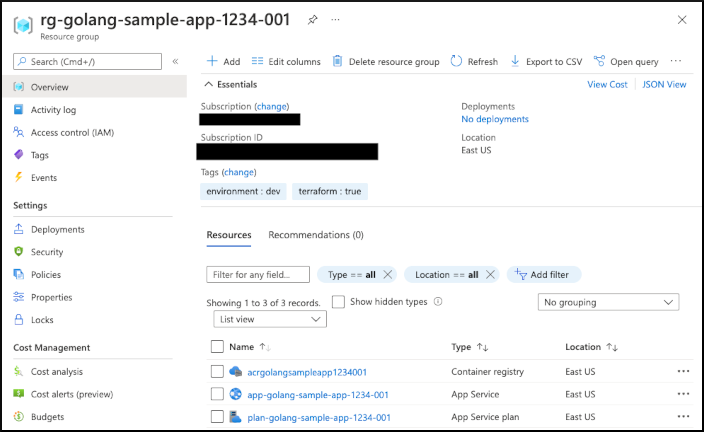 rg-golang-sample-app-1234-001
Resource group
Search (Cmd+/)
Overview
Activity log
Access control (IAM)
Tags
Events
Settings
Deployments
Security
Policies
Properties
Locks
Cost Management
Cost analysis
Cost alerts (preview)
Budgets
Add Edit columns Delete resource group Refresh Export to CSV Open query
Essentials View Cost JSON View
Subscription (change) Deployments
No deployments
Subscription ID Location
East US
Tags (change)
environment : dev terraform : true
Resources Recommendations (0)
Filter for any field... Type == all Location == all Add filter
Showing 1 to 3 of 3 records. Show hidden types No grouping
List view
Name Type Location
acrgolangsampleapp1234001 Container registry East US
app-golang-sample-app-1234-001 App Service East US
plan-golang-sample-app-1234-001 App Service plan East US